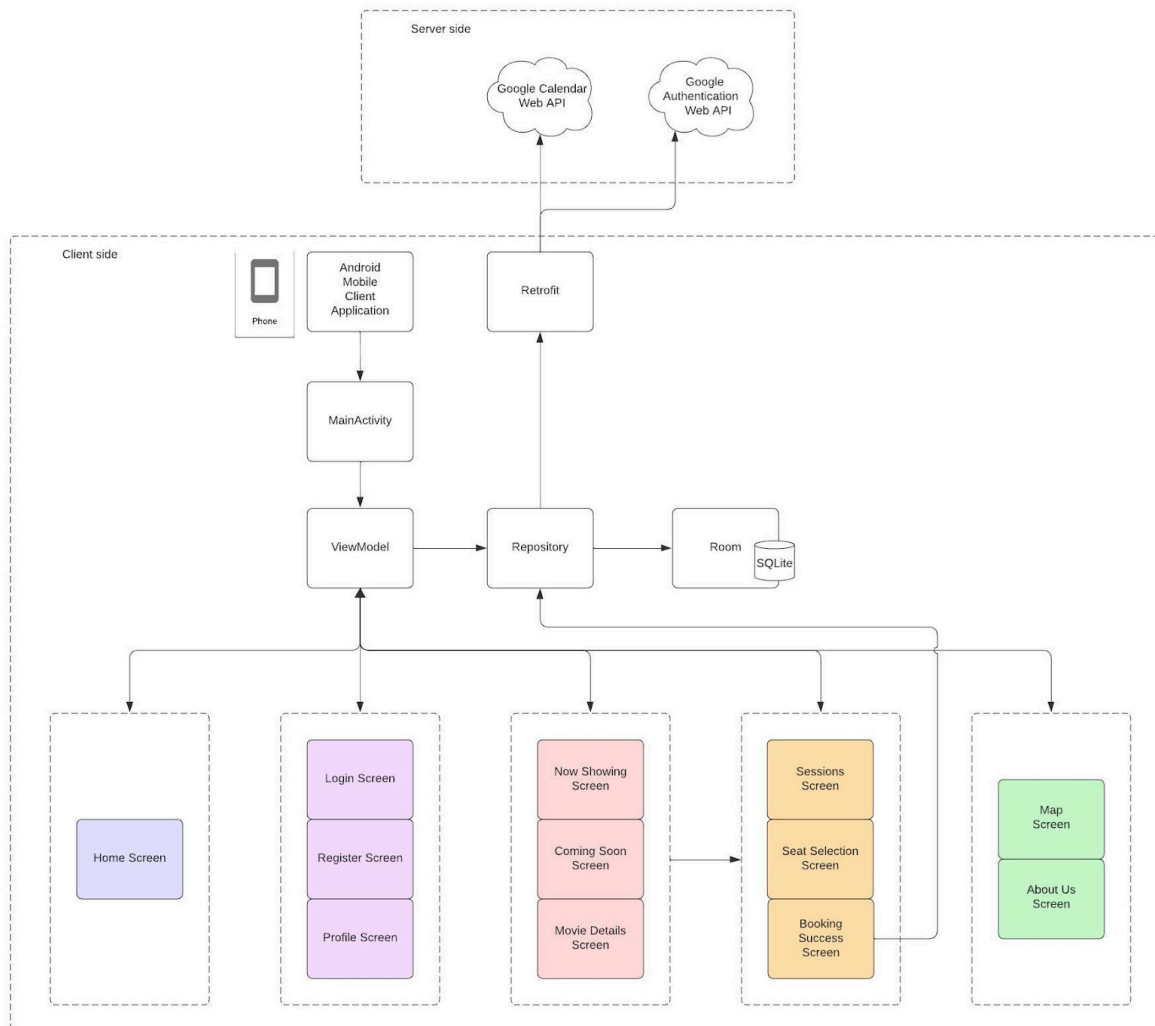 Server side
Google Calendar
Web API
Google
Authentication
Web API
Client side
Phone
Android
Mobile
Client
Application
Retrofit
MainActivity
ViewModel
Repository
Room
SQLite
Home Screen
Login Screen
Register Screen
Profile Screen
Now Showing
Screen
Coming Soon
Screen
Movie Details
Screen
Sessions
Screen
Seat Selection
Screen
Booking
Success
Screen
Map
Screen
About Us
Screen